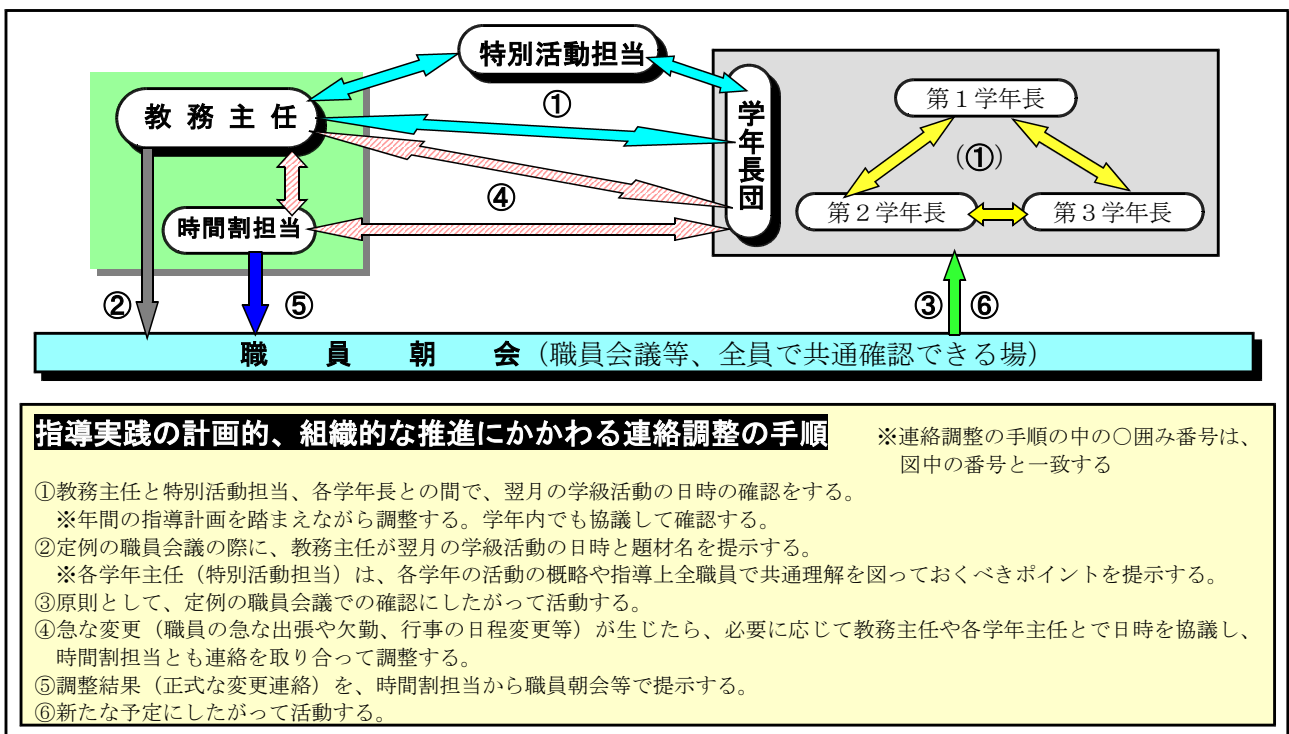 特別活動担当
教務主任
①
学年長団
第１学年長
（①）
④
時間割担当
第２学年長
第３学年長
②
⑤
③
⑥
職員朝会（職員会議等、全員で共通確認できる場）
指導実践の計画的、組織的な推進にかかわる連絡調整の手順
※連絡調整の手順の中の〇囲み番号は、
図中の番号と一致する
①教務主任と特別活動担当、各学年長との間で、翌月の学級活動の日時の確認をする。
※年間の指導計画を踏まえながら調整する。学年内でも協議して確認する。
②定例の職員会議の際に、教務主任が翌月の学級活動の日時と題材名を提示する。
※各学年主任（特別活動担当）は、各学年の活動の概略や指導上全職員で共通理解を図っておくべきポイントを提示する。
③原則として、定例の職員会議での確認にしたがって活動する。
④急な変更（職員の急な出張や欠勤、行事の日程変更等）が生じたら、必要に応じて教務主任や各学年主任とで日時を協議し、
時間割担当とも連絡を取り合って調整する。
⑤調整結果（正式な変更連絡）を、時間割担当から職員朝会等で提示する。
⑥新たな予定にしたがって活動する。